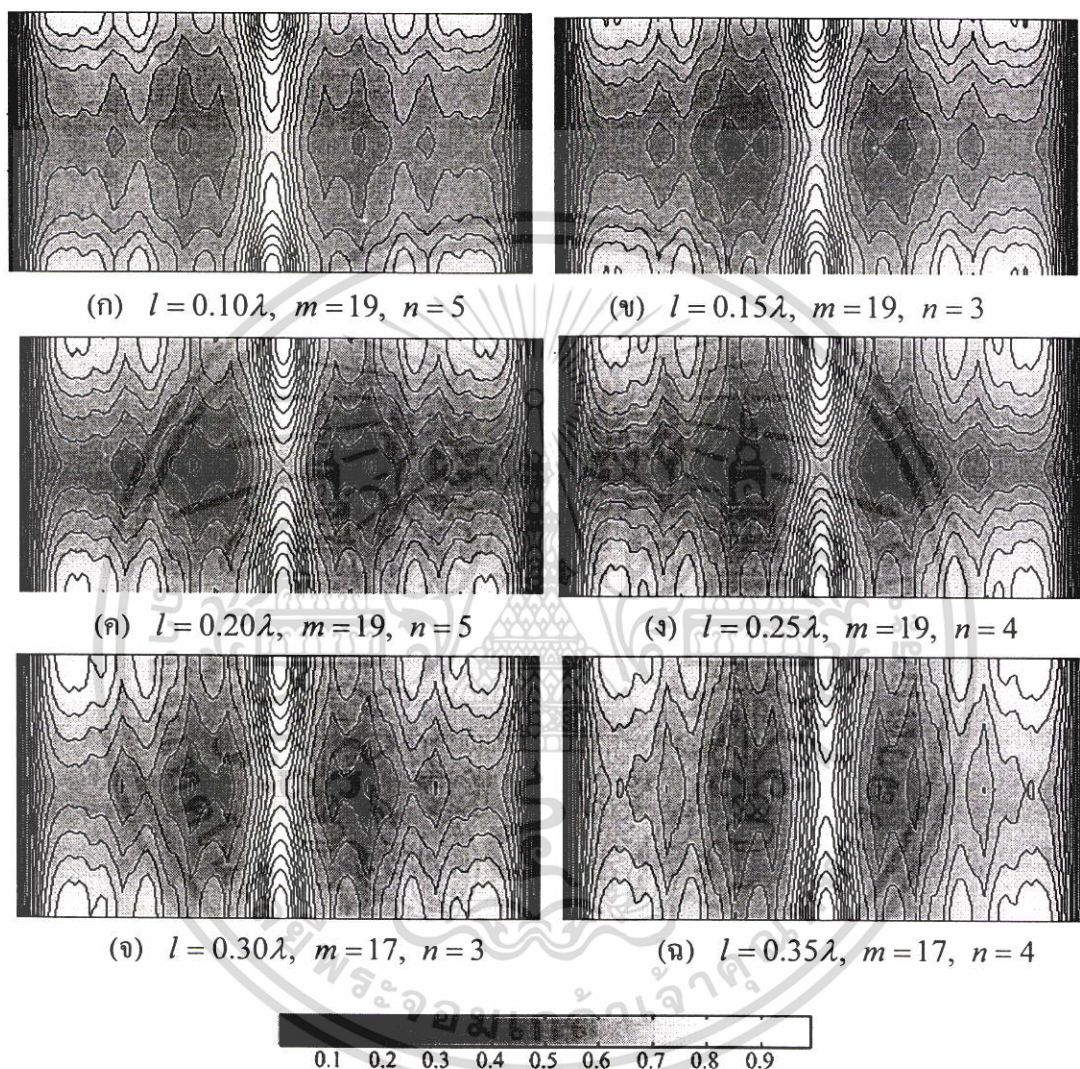 (ก) l = 0.10λ, m = 19, n = 5
(ข) l = 0.15λ, m = 19, n = 3
(ค) l = 0.20λ, m = 19, n = 5
(ง) l = 0.25λ, m = 19, n = 4
(จ) l = 0.30λ, m = 17, n = 3
(ฉ) l = 0.35λ, m = 17, n = 4
0.1 0.2 0.3 0.4 0.5 0.6 0.7 0.8 0.9